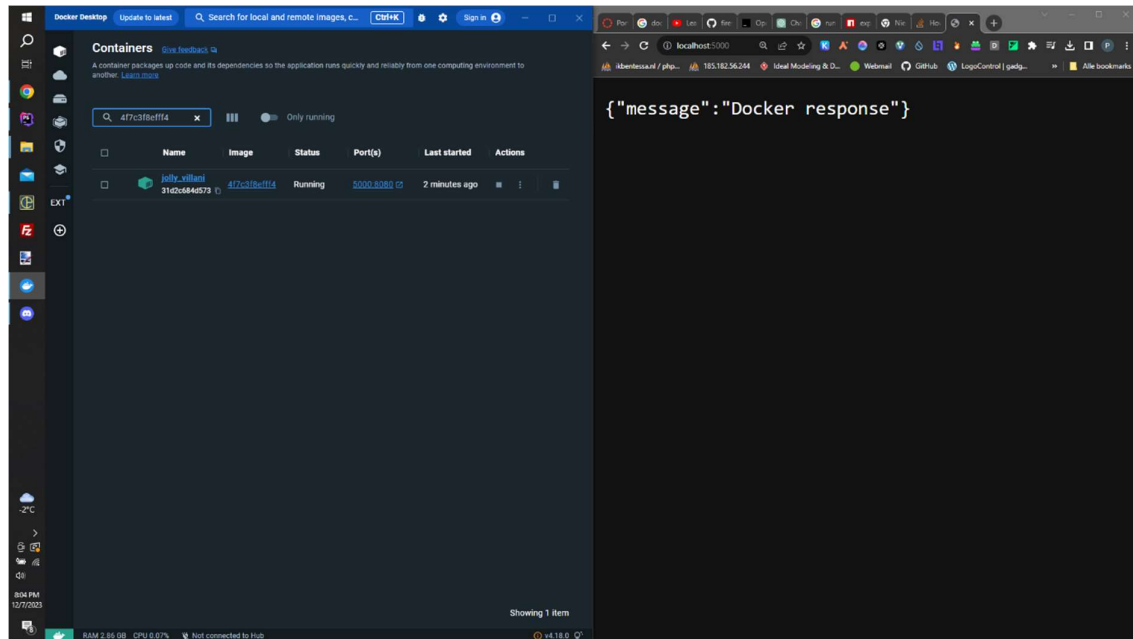 Docker Desktop Update to latest Search for local and remote images, c... Ctrl+K Sign in
Containers Give feedback
A container packages up code and its dependencies so the application runs quickly and reliably from one computing environment to
another. Learn more
4f7c3f8efff4 Only running
Name Image Status Port(s) Last started Actions
jolly_villani
31d2c684d573 4f7c3f8efff4 Running 5000:8080 2 minutes ago
EXT
Showing 1 item
RAM 2.86 GB CPU 0.07% Not connected to Hub v4.18.0
-2°C
8:04 PM
12/7/2023
localhost:5000
ikbentessa.nl / php... 185.182.56.244 Ideal Modeling & D... Webmail GitHub LogoControl | gadg... Alle bookmarks
{"message":"Docker response"}